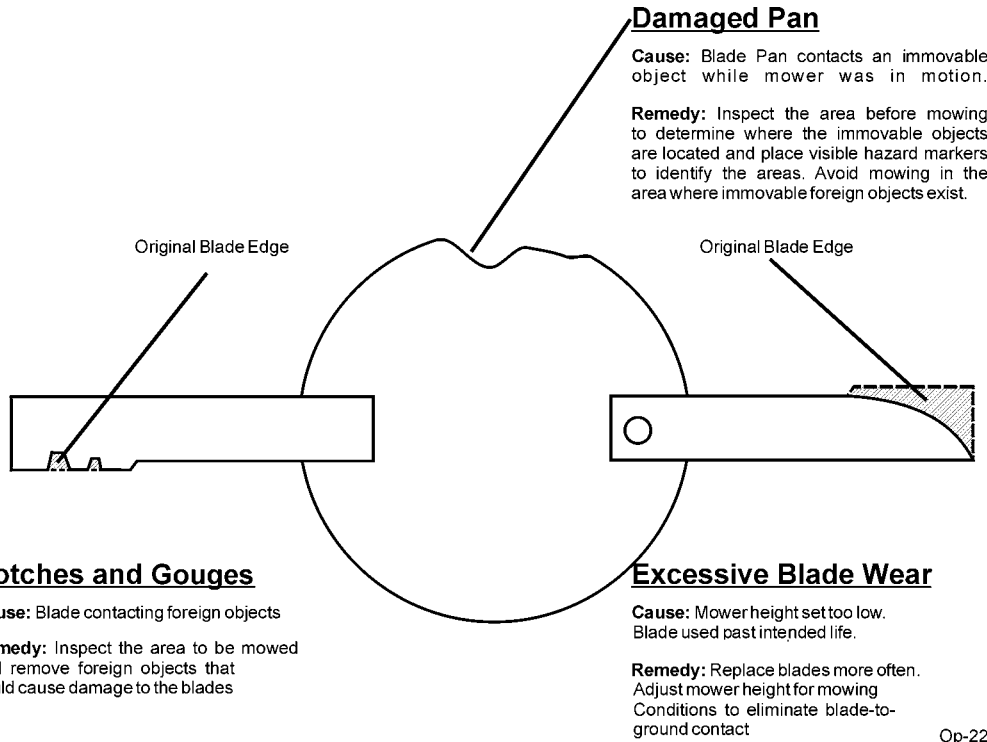 Damaged Pan
Cause: Blade Pan contacts an immovable
object while mower was in motion.
Remedy: Inspect the area before mowing
to determine where the immovable objects
are located and place visible hazard markers
to identify the areas. Avoid mowing in the
area where immovable foreign objects exist.
Original Blade Edge
Original Blade Edge
otches and Gouges
use: Blade contacting foreign objects
medy: Inspect the area to be mowed
remove foreign objects that
ld cause damage to the blades
Excessive Blade Wear
Cause: Mower height set too low.
Blade used past intended life.
Remedy: Replace blades more often.
Adjust mower height for mowing
Conditions to eliminate blade-to-
ground contact
Op-22